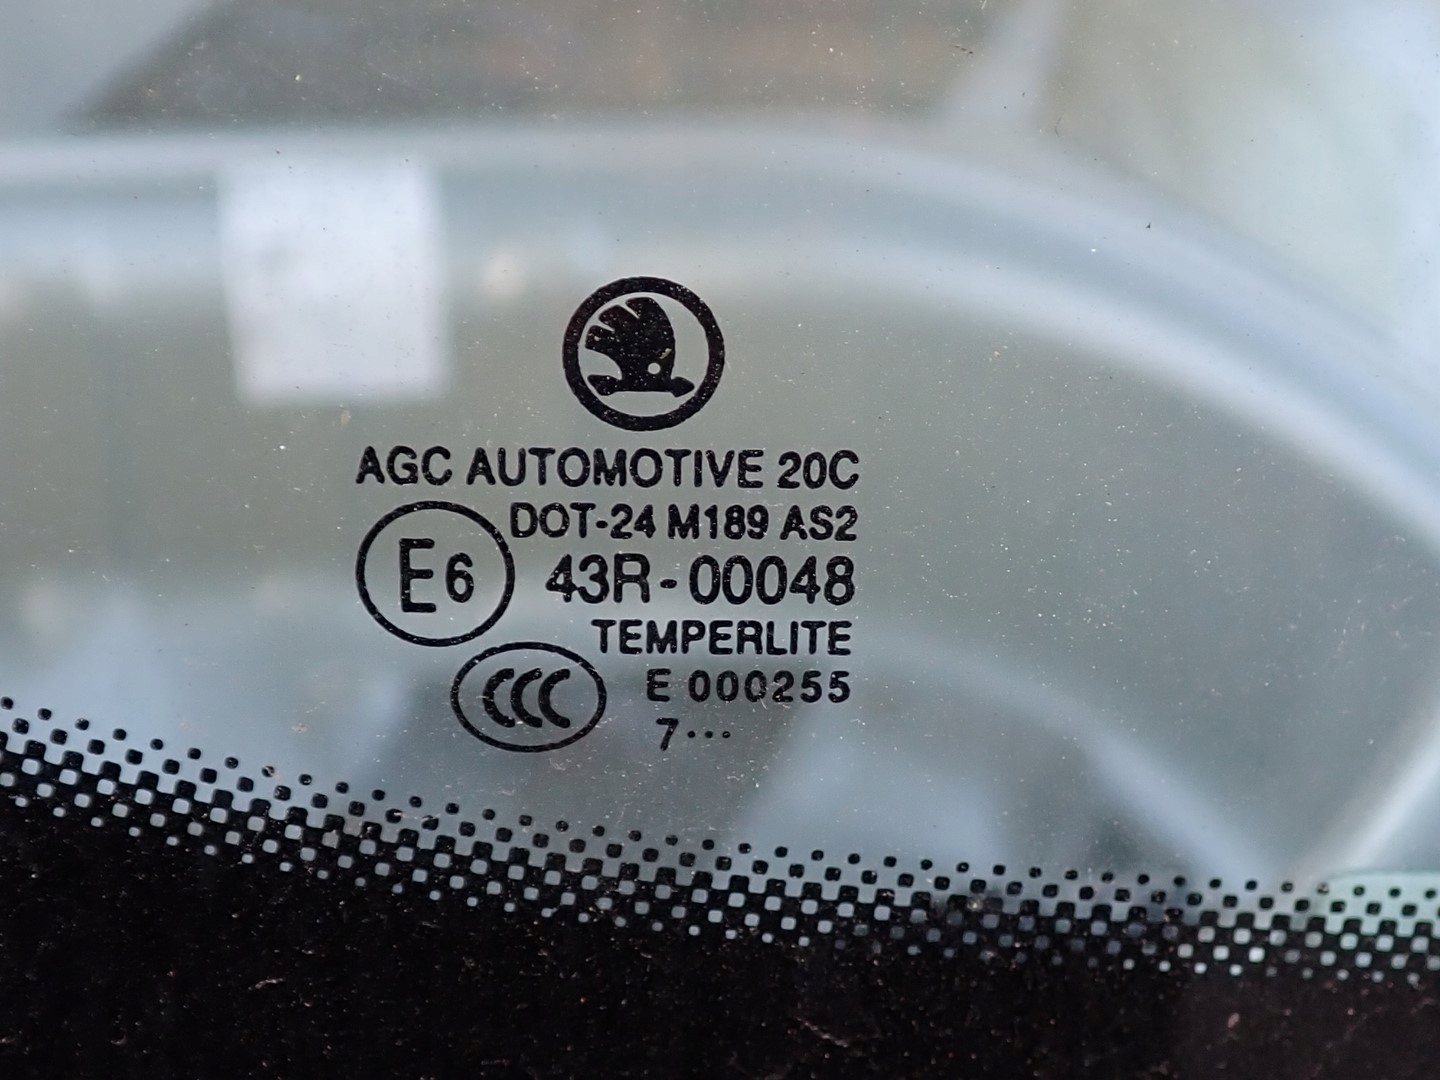 AGC AUTOMOTIVE 20C
DOT-24 M189 AS2
E6 43R-00048
TEMPERLITE
CCC E 000255
7···